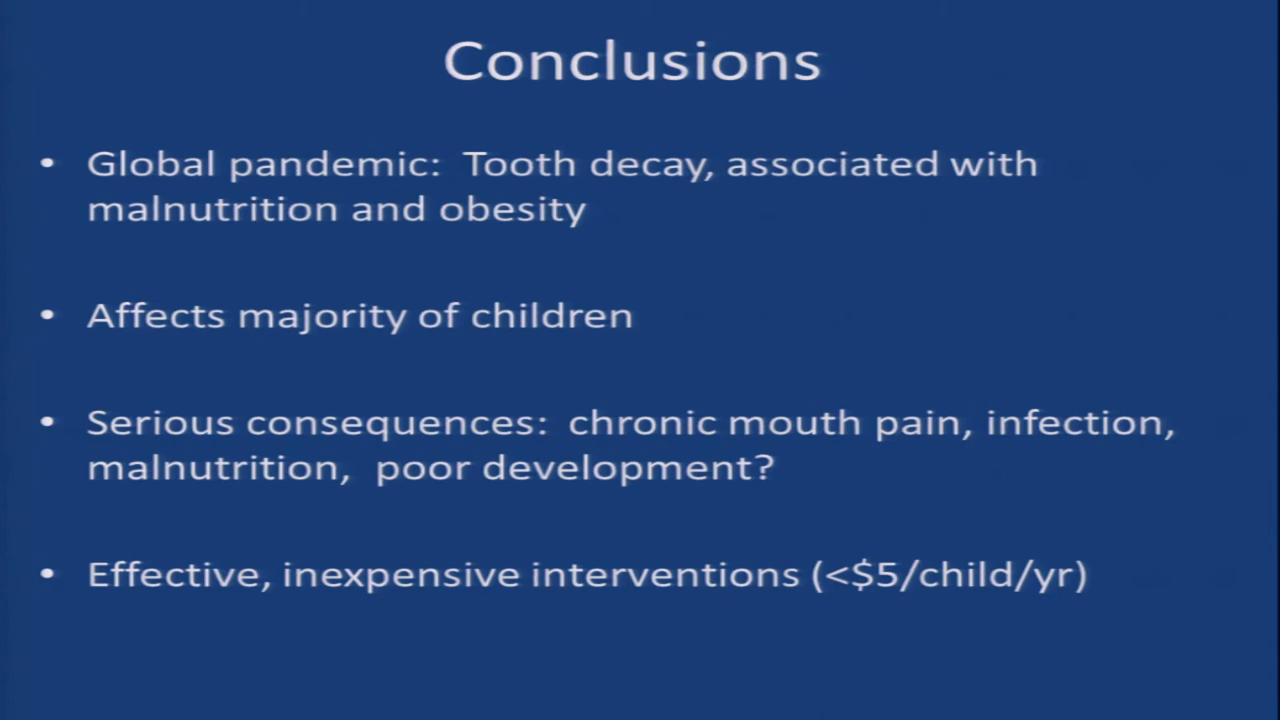 Conclusions
• Global pandemic:  Tooth decay, associated with
malnutrition and obesity
• Affects majority of children
• Serious consequences:  chronic mouth pain, infection,
malnutrition,  poor development?
• Effective, inexpensive interventions (<$5/child/yr)